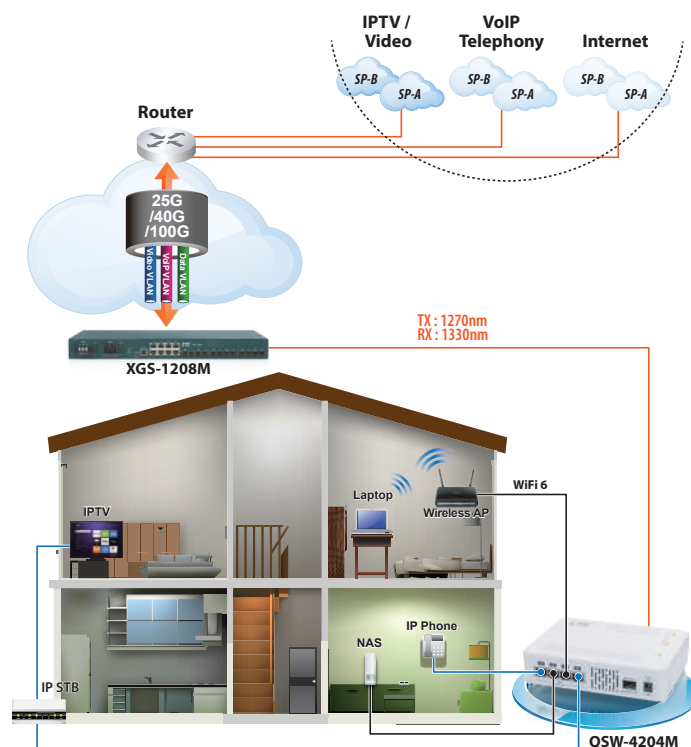 IPTV /
Video
VoIP
Telephony
Internet
SP-B
SP-A
SP-B
SP-A
SP-B
SP-A
Router
25G
/40G
/100G
Video VLAN
VoIP VLAN
Data VLAN
TX : 1270nm
RX : 1330nm
XGS-1208M
IPTV
Laptop
Wireless AP
WiFi 6
NAS
IP Phone
IP STB
QSW-4204M